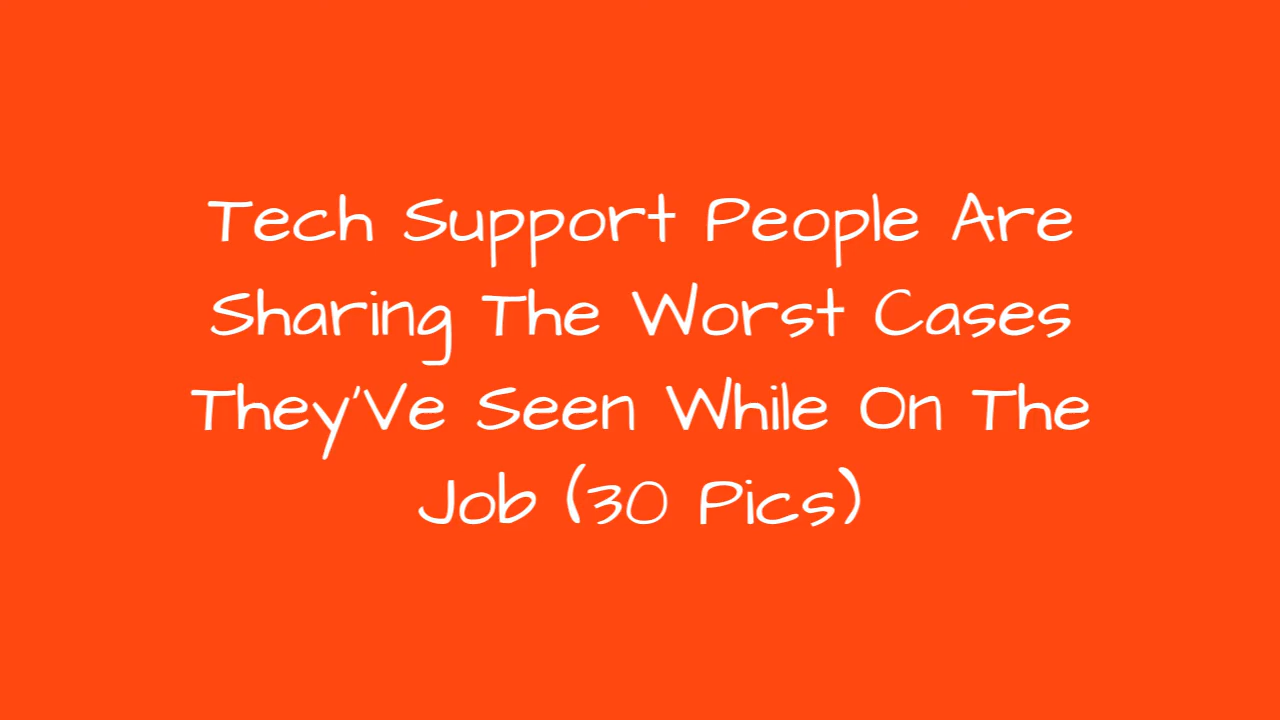 Tech Support People Are
Sharing The Worst Cases
They'Ve Seen While On The
Job (30 Pics)